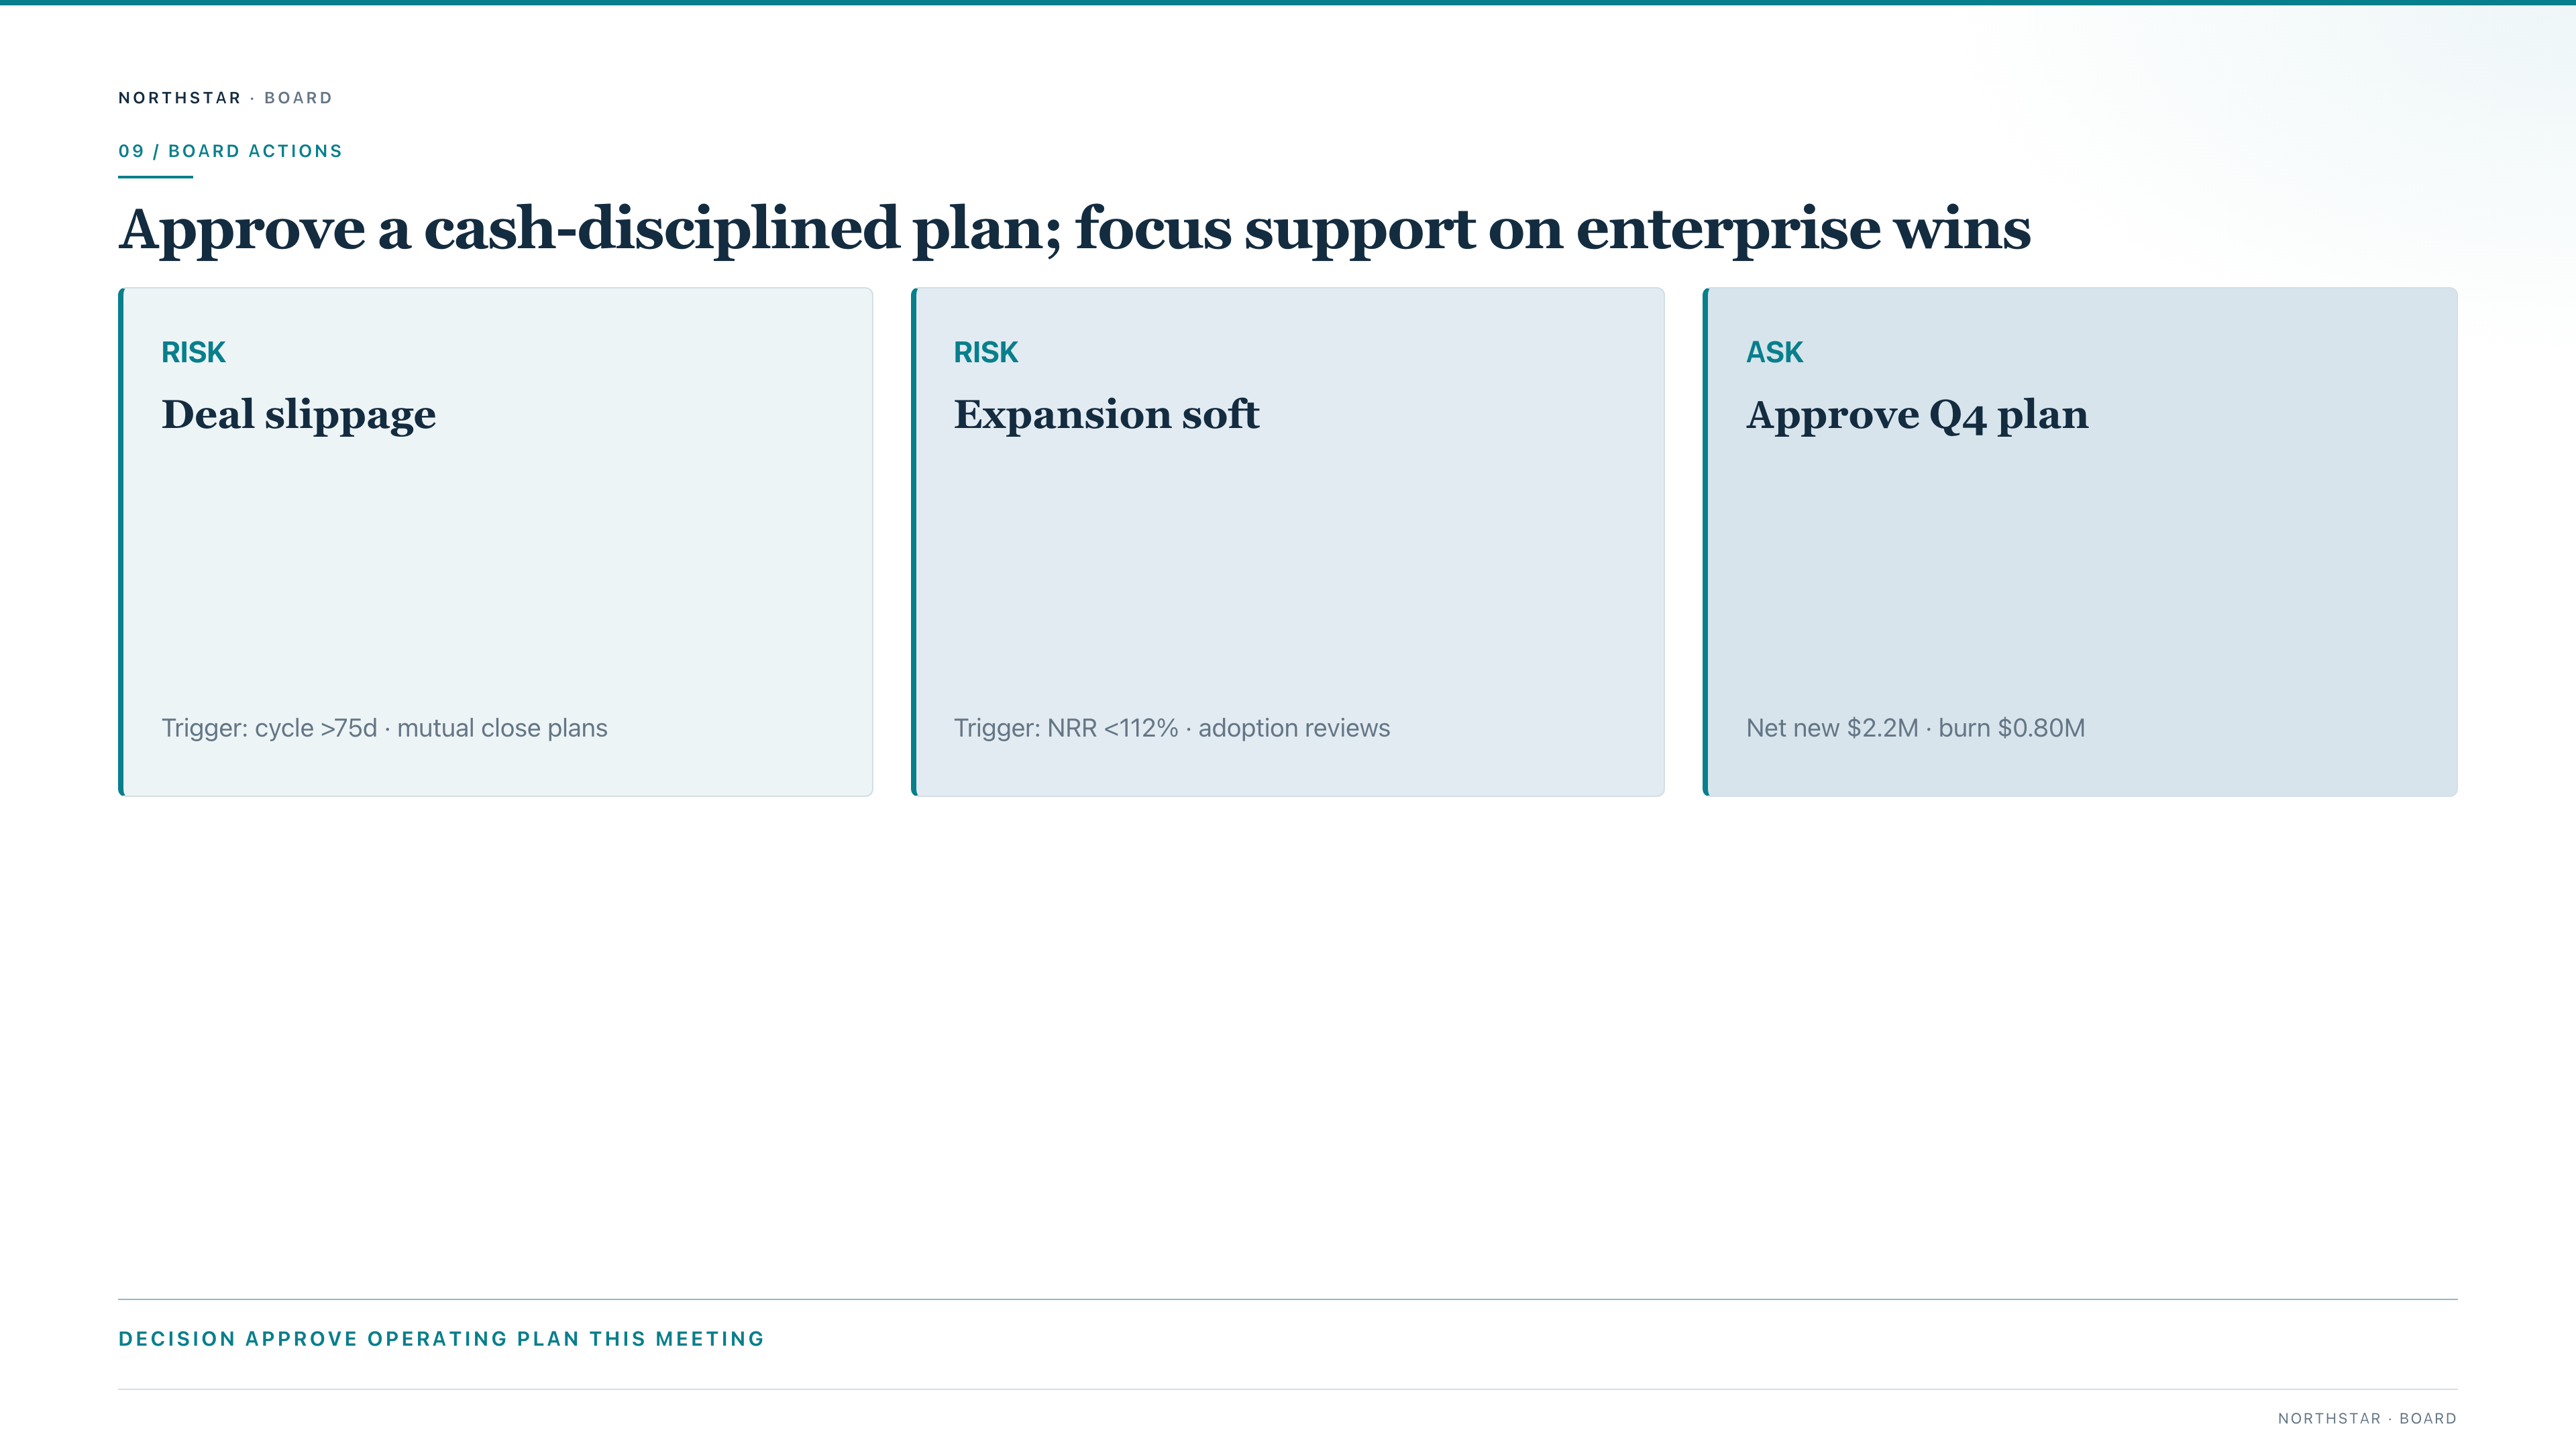 NORTHSTAR · BOARD
09 / BOARD ACTIONS
Approve a cash-disciplined plan; focus support on enterprise wins
RISK
Deal slippage
Trigger: cycle >75d · mutual close plans
RISK
Expansion soft
Trigger: NRR <112% · adoption reviews
ASK
Approve Q4 plan
Net new $2.2M · burn $0.80M
DECISION APPROVE OPERATING PLAN THIS MEETING
NORTHSTAR · BOARD